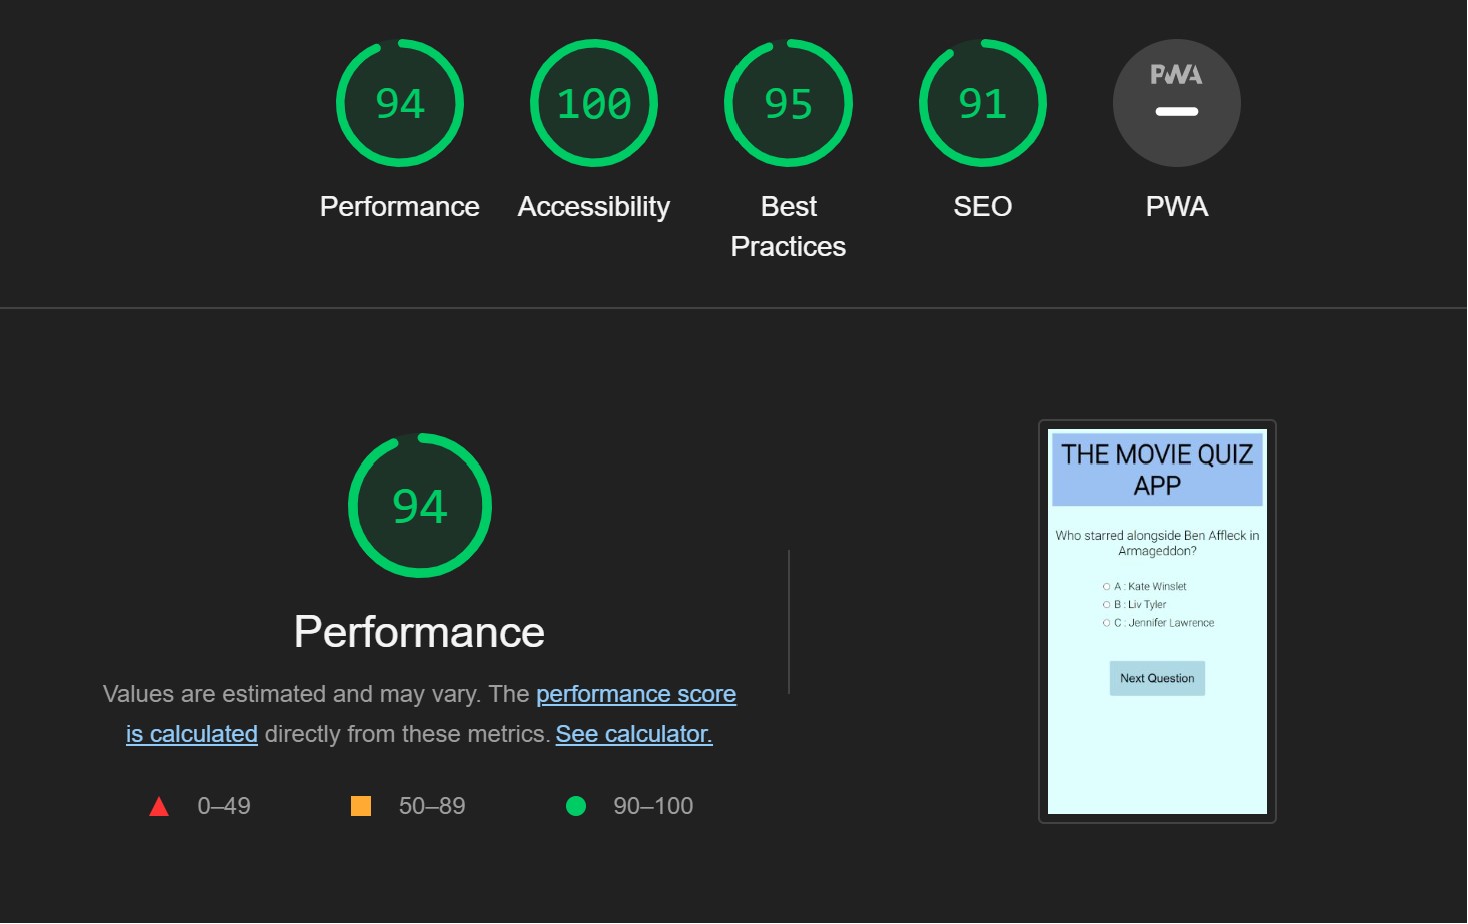 94
100
95
91
PWA
Performance
Accessibility
Best
Practices
SEO
PWA
94
Performance
Values are estimated and may vary. The performance score
is calculated directly from these metrics. See calculator.
0–49
50–89
90–100
THE MOVIE QUIZ
APP
Who starred alongside Ben Affleck in
Armageddon?
A : Kate Winslet
B : Liv Tyler
C : Jennifer Lawrence
Next Question